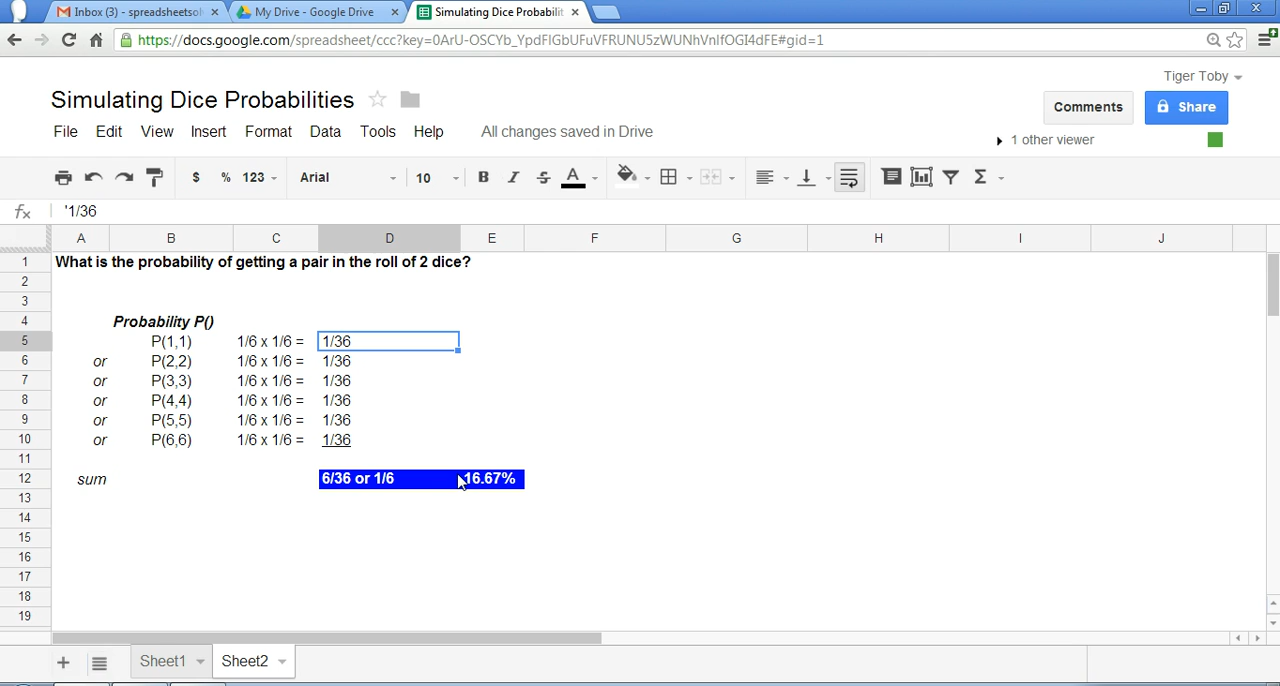 Inbox (3) - spreadsheetsol × My Drive - Google Drive × Simulating Dice Probabilit ×
https://docs.google.com/spreadsheet/ccc?key=0ArU-OSCYb_YpdFlGbUFuVFRUNU5zWUNhVnlfOGI4dFE#gid=1
Tiger Toby
Simulating Dice Probabilities Comments Share
File Edit View Insert Format Data Tools Help All changes saved in Drive 1 other viewer
$ % 123 Arial 10 B I S A Σ
fx '1/36
A B C D E F G H I J
1 What is the probability of getting a pair in the roll of 2 dice?
2
3
4 Probability P()
5 P(1,1) 1/6 x 1/6 = 1/36
6 or P(2,2) 1/6 x 1/6 = 1/36
7 or P(3,3) 1/6 x 1/6 = 1/36
8 or P(4,4) 1/6 x 1/6 = 1/36
9 or P(5,5) 1/6 x 1/6 = 1/36
10 or P(6,6) 1/6 x 1/6 = 1/36
11
12 sum 6/36 or 1/6 16.67%
13
14
15
16
17
18
19
+ Sheet1 Sheet2